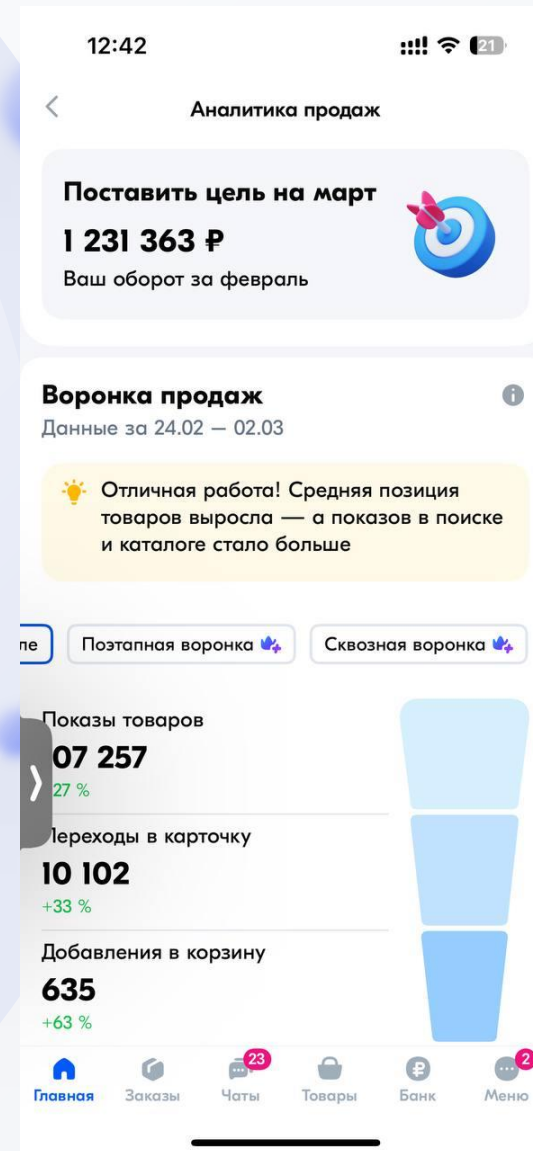 12:42
21
Аналитика продаж
Поставить цель на март
1 231 363 ₽
Ваш оборот за февраль
Воронка продаж
Данные за 24.02 — 02.03
Отличная работа! Средняя позиция
товаров выросла — а показов в поиске
и каталоге стало больше
Поэтапная воронка
Сквозная воронка
Показы товаров
07 257
27 %
Переходы в карточку
10 102
+33 %
Добавления в корзину
635
+63 %
23
2
Главная
Заказы
Чаты
Товары
Банк
Меню